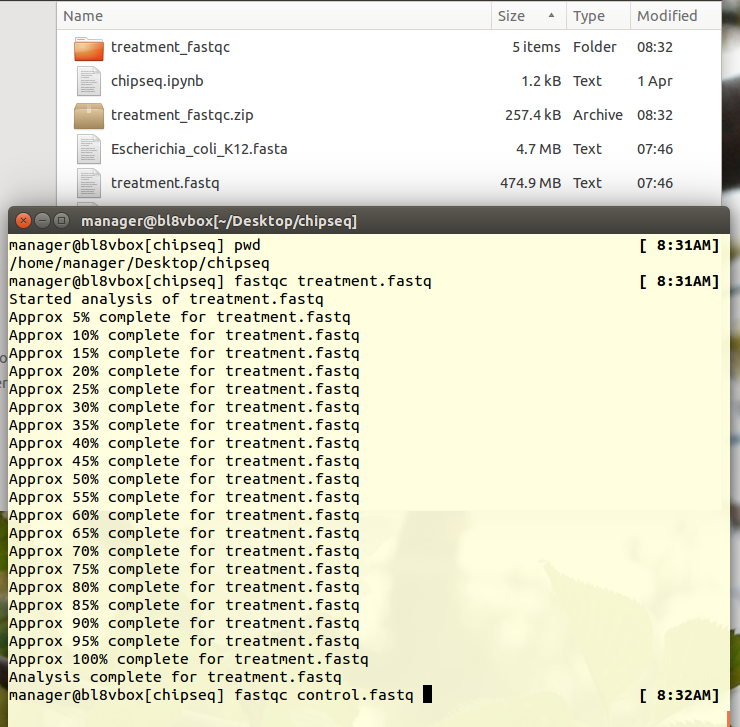 Name Size Type Modified
treatment_fastqc 5 items Folder 08:32
chipseq.ipynb 1.2 kB Text 1 Apr
treatment_fastqc.zip 257.4 kB Archive 08:32
Escherichia_coli_K12.fasta 4.7 MB Text 07:46
treatment.fastq 474.9 MB Text 07:46
manager@bl8vbox[~/Desktop/chipseq]
manager@bl8vbox[chipseq] pwd [ 8:31AM]
/home/manager/Desktop/chipseq
manager@bl8vbox[chipseq] fastqc treatment.fastq [ 8:31AM]
Started analysis of treatment.fastq
Approx 5% complete for treatment.fastq
Approx 10% complete for treatment.fastq
Approx 15% complete for treatment.fastq
Approx 20% complete for treatment.fastq
Approx 25% complete for treatment.fastq
Approx 30% complete for treatment.fastq
Approx 35% complete for treatment.fastq
Approx 40% complete for treatment.fastq
Approx 45% complete for treatment.fastq
Approx 50% complete for treatment.fastq
Approx 55% complete for treatment.fastq
Approx 60% complete for treatment.fastq
Approx 65% complete for treatment.fastq
Approx 70% complete for treatment.fastq
Approx 75% complete for treatment.fastq
Approx 80% complete for treatment.fastq
Approx 85% complete for treatment.fastq
Approx 90% complete for treatment.fastq
Approx 95% complete for treatment.fastq
Approx 100% complete for treatment.fastq
Analysis complete for treatment.fastq
manager@bl8vbox[chipseq] fastqc control.fastq [ 8:32AM]